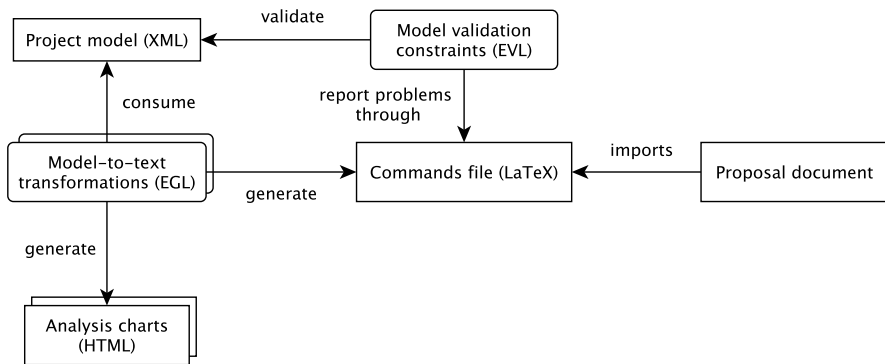 validate
Project model (XML)
Model validation
constraints (EVL)
consume
report problems
through
Model-to-text
transformations (EGL)
generate
Commands file (LaTeX)
imports
Proposal document
generate
Analysis charts
(HTML)